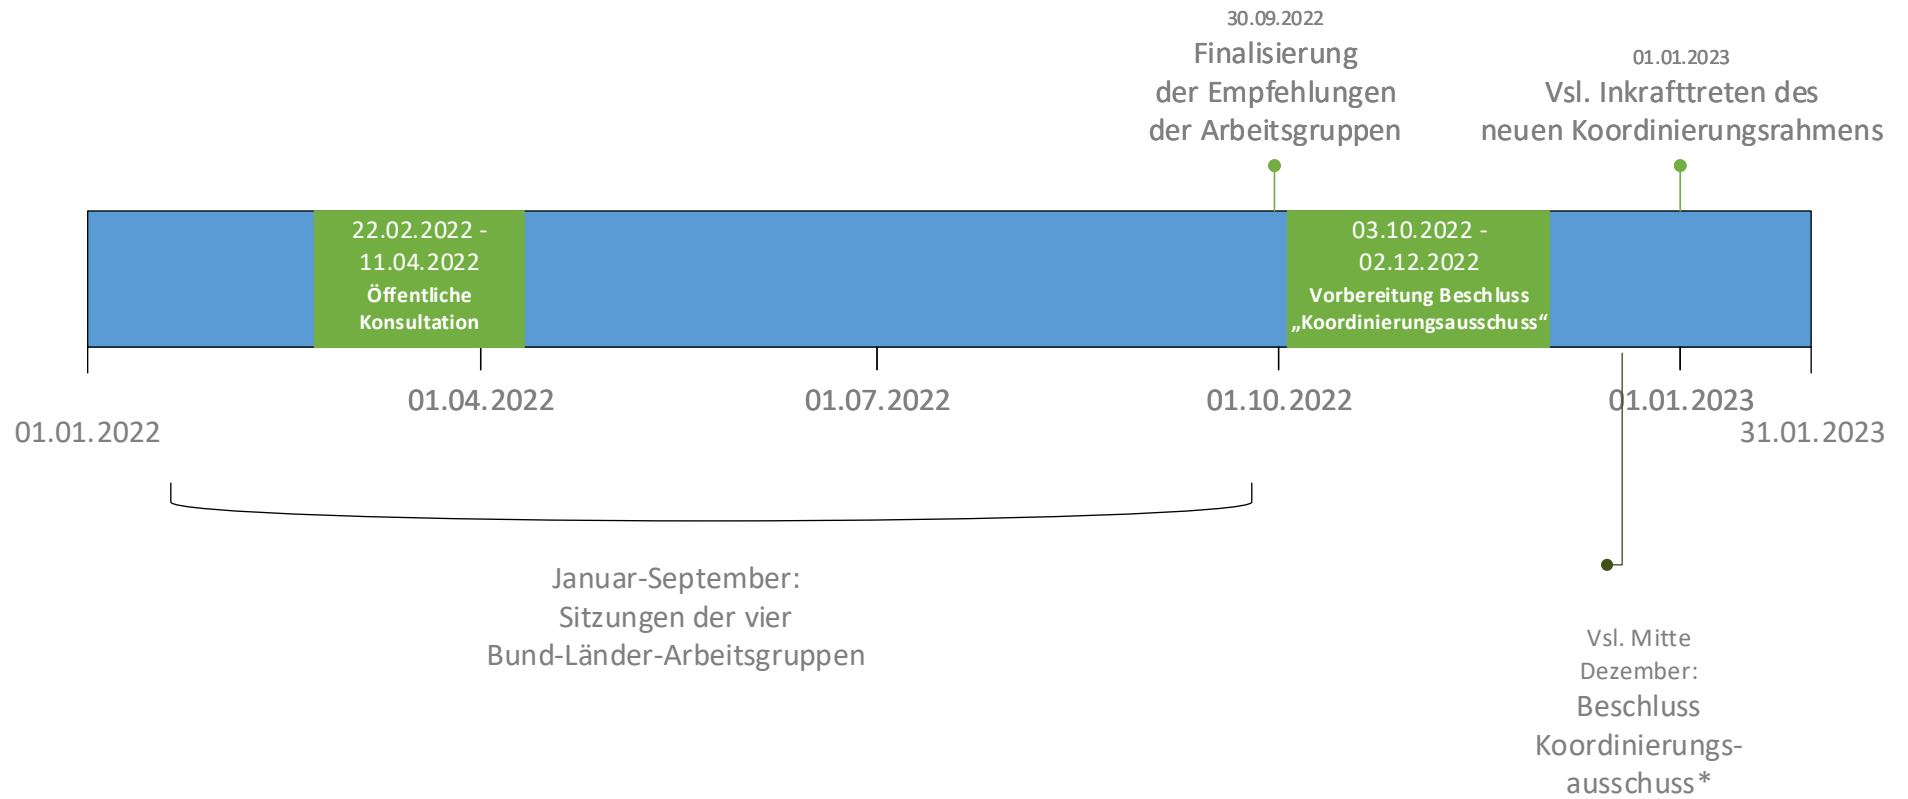 30.09.2022
Finalisierung
der Empfehlungen
der Arbeitsgruppen
01.01.2023
Vsl. Inkrafttreten des
neuen Koordinierungsrahmens
22.02.2022 -
11.04.2022
Öffentliche
Konsultation
03.10.2022 -
02.12.2022
Vorbereitung Beschluss
„Koordinierungsausschuss“
01.01.2022
01.04.2022
01.07.2022
01.10.2022
01.01.2023
31.01.2023
Januar-September:
Sitzungen der vier
Bund-Länder-Arbeitsgruppen
Vsl. Mitte
Dezember:
Beschluss
Koordinierungs-
ausschuss*